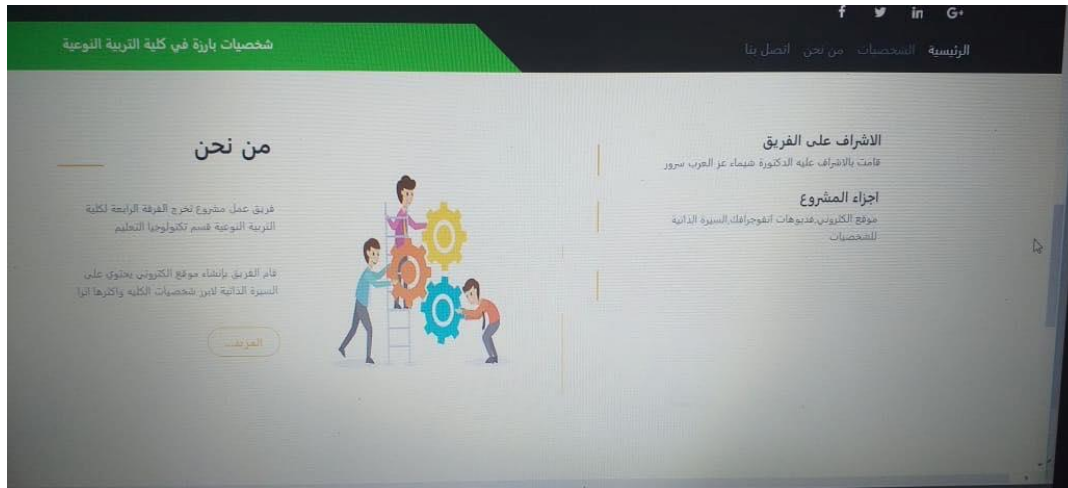 f in G+
الرئيسية الشخصيات من نحن اتصل بنا
شخصيات بارزة في كلية التربية النوعية
الاشراف على الفريق
قامت بالاشراف عليه الدكتورة شيماء عز العرب سرور
اجزاء المشروع
موقع الكتروني,فديوهات انفوجرافك,السيرة الذاتية
للشخصيات
من نحن
فريق عمل مشروع تخرج الفرقة الرابعة لكلية
التربية النوعية قسم تكنولوجيا التعليم
قام الفريق بإنشاء موقع الكتروني يحتوي على
السيرة الذاتية لابرز شخصيات الكليه واكثرها اثرا
المزيد...